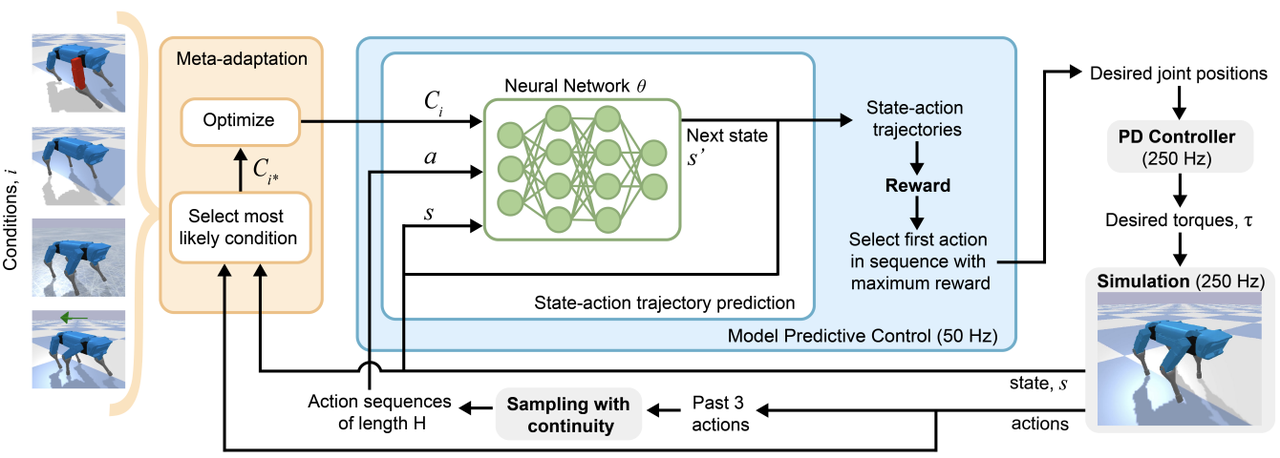 Conditions, i
Meta-adaptation
Optimize
C_{i*}
Select most
likely condition
C_i
a
s
Neural Network θ
Next state
s'
State-action trajectory prediction
State-action
trajectories
Reward
Select first action
in sequence with
maximum reward
Model Predictive Control (50 Hz)
Desired joint positions
PD Controller
(250 Hz)
Desired torques, τ
Simulation (250 Hz)
state, s
actions
Past 3
actions
Sampling with
continuity
Action sequences
of length H